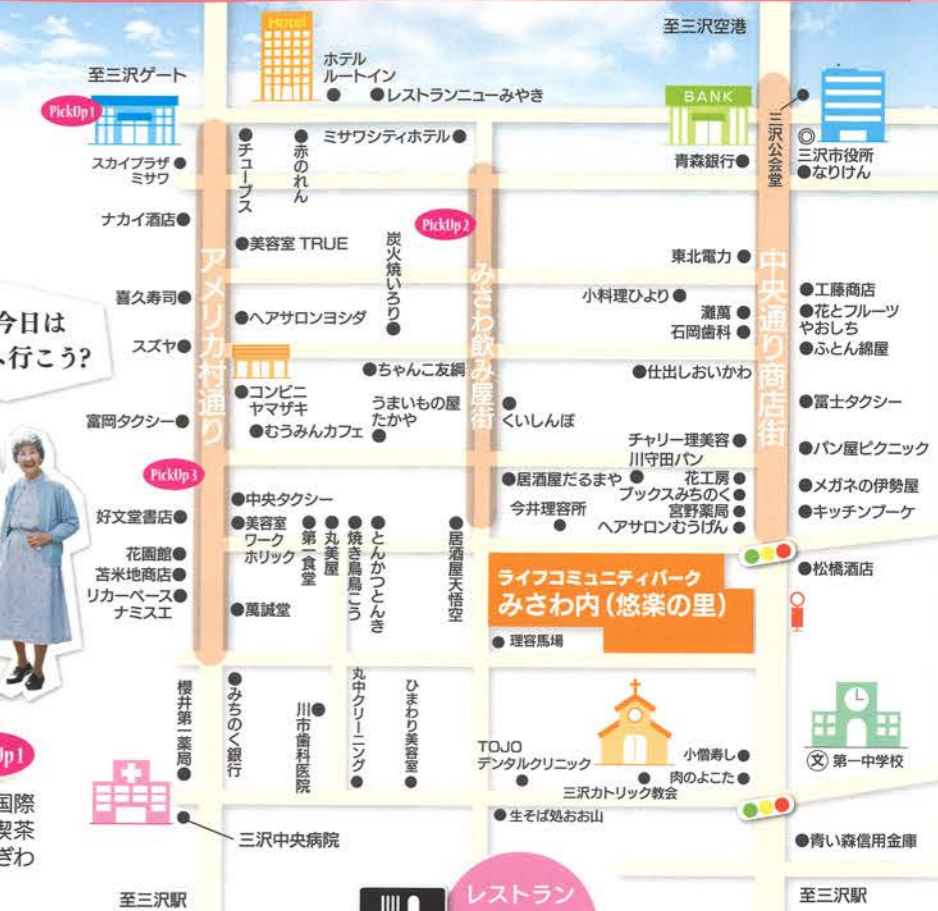 Hotel
至三沢空港
ホテル
ルートイン
●レストランニューみやき
至三沢ゲート
PickUp1
BANK
三沢公会堂
◎
三沢市役所
●なりけん
スカイプラザ●
ミサワ
●チューブス
●赤のれん
ミサワシティホテル●
青森銀行●
ナカイ酒店●
PickUp2
●美容室 TRUE
炭火焼いろり●
東北電力●
アメリカ村通り
みさわ飲み屋街
中央通り商店街
喜久寿司●
●ヘアサロンヨシダ
小料理ひより●
灘萬●
石岡歯科●
●工藤商店
●花とフルーツ
やおしち
●ふとん綿屋
今日は
へ行こう?
スズヤ●
●ちゃんこ友綱
●仕出しおいかわ
●コンビニ
ヤマザキ
うまいもの屋
たかや
●
くいしんぼ
●冨士タクシー
富岡タクシー●
●むうみんカフェ
チャリー理美容●
川守田パン
●パン屋ピクニック
PickUp3
●居酒屋だるまや
花工房●
ブックスみちのく●
宮野薬局●
ヘアサロンむうげん●
今井理容所
●メガネの伊勢屋
●キッチンブーケ
●中央タクシー
好文堂書店●
●美容室
ワーク
ホリック
●第一食堂
●丸美屋
●焼き鳥鳥こう
●とんかつとんき
●居酒屋天悟空
花園館●
苫米地商店●
リカーベース●
ナミスエ
●萬誠堂
ライフコミュニティパーク
みさわ内(悠楽の里)
●松橋酒店
●理容馬場
櫻井第一薬局●
●みちのく銀行
川市歯科医院
丸中クリーニング●
ひまわり美容室●
TOJO
デンタルクリニック
三沢カトリック教会
小僧寿し●
肉のよこた●
文 第一中学校
Up1
国際
喫茶
ぎわ
三沢中央病院
●生そば処おお山
●青い森信用金庫
至三沢駅
レストラン
至三沢駅